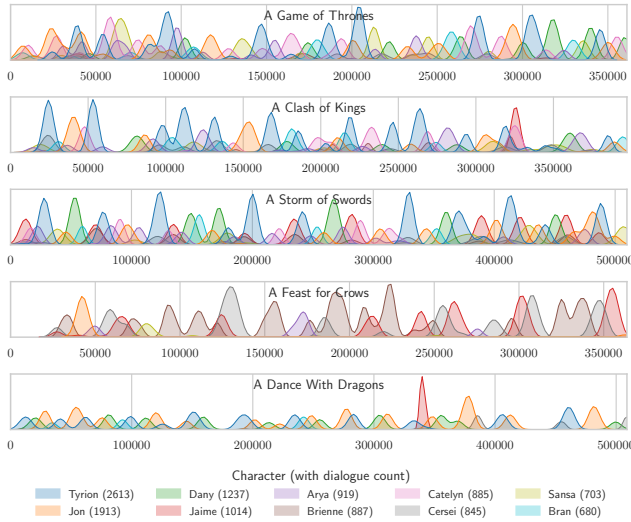 A Game of Thrones
0 50000 100000 150000 200000 250000 300000 350000
A Clash of Kings
0 50000 100000 150000 200000 250000 300000 350000
A Storm of Swords
0 100000 200000 300000 400000 500000
A Feast for Crows
0 50000 100000 150000 200000 250000 300000 350000
A Dance With Dragons
0 100000 200000 300000 400000 500000
Character (with dialogue count)
Tyrion (2613) Dany (1237) Arya (919) Catelyn (885) Sansa (703)
Jon (1913) Jaime (1014) Brienne (887) Cersei (845) Bran (680)